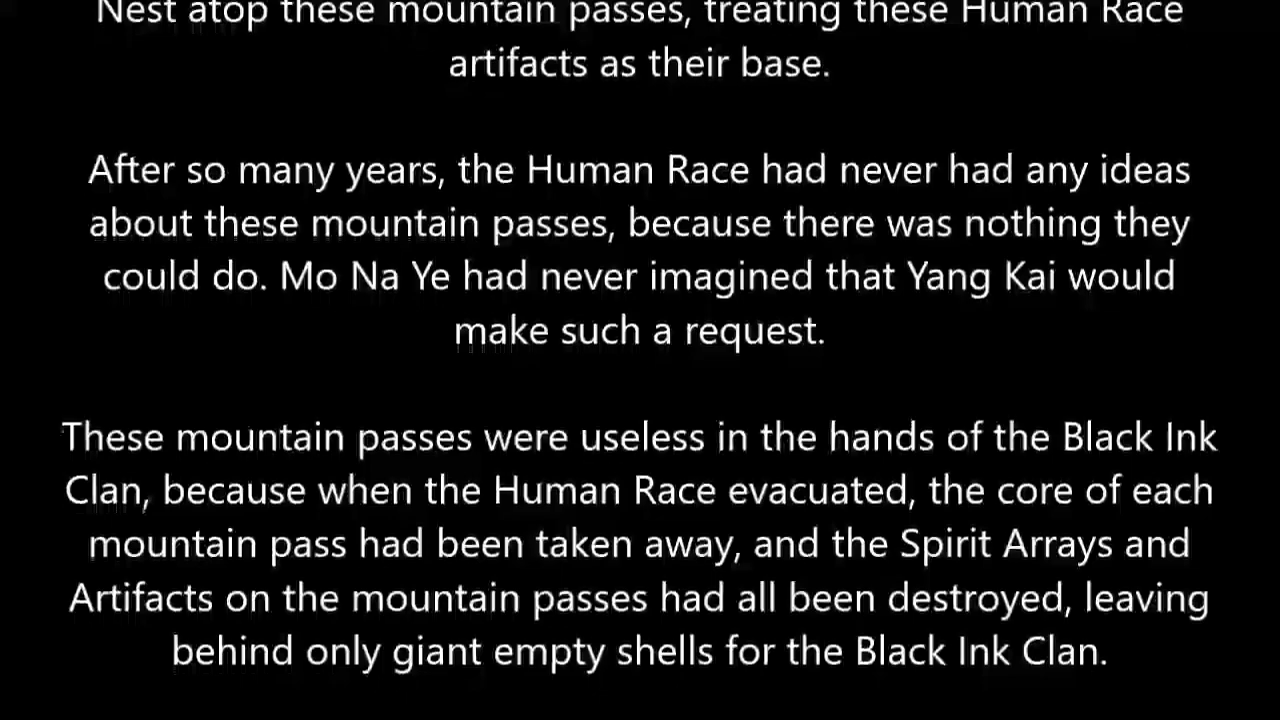 Nest atop these mountain passes, treating these Human Race
artifacts as their base.
After so many years, the Human Race had never had any ideas
about these mountain passes, because there was nothing they
could do. Mo Na Ye had never imagined that Yang Kai would
make such a request.
These mountain passes were useless in the hands of the Black Ink
Clan, because when the Human Race evacuated, the core of each
mountain pass had been taken away, and the Spirit Arrays and
Artifacts on the mountain passes had all been destroyed, leaving
behind only giant empty shells for the Black Ink Clan.